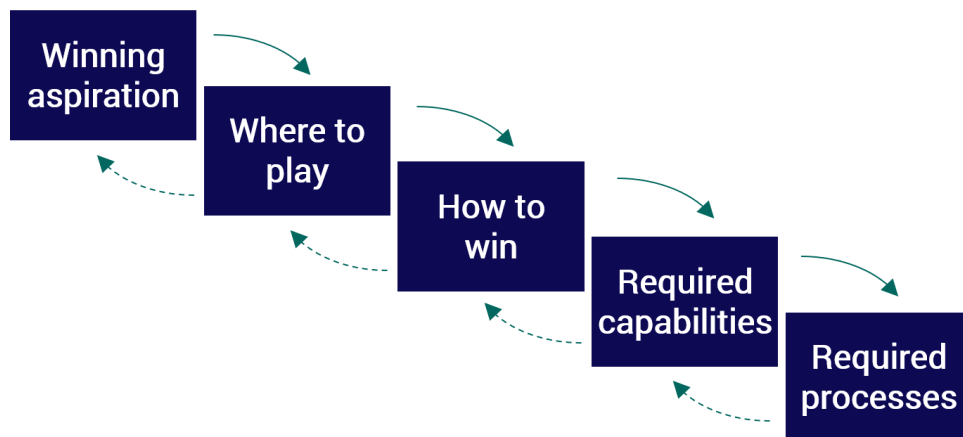 Winning
aspiration
Where to
play
How to
win
Required
capabilities
Required
processes